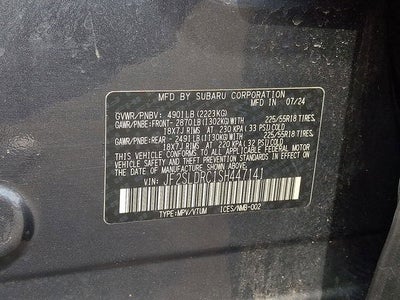 MFD BY SUBARU CORPORATION 07/24
GVWR/PNBV: 4901LB(2223KG)
GAWR/PNBE:FRONT- 2870LB(1302KG)WITH 225/55R18 TIRES,
18X7J RIMS AT 230 KPA (33 PSI)COLD
GAWR/PNBE:REAR - 2491LB(1130KG)WITH 225/55R18 TIRES,
18X7J RIMS AT 220 KPA (32 PSI)COLD
THIS VEHICLE CONFORMS TO ALL APPLICABLE FEDERAL MOTOR
VEHICLE SAFETY AND THEFT PREVENTION STANDARDS IN EFFECT ON THE
DATE OF MANUFACTURE SHOWN ABOVE.
VIN: JF2SLDRC1SH447141
TYPE:MPV/VTUM ICES/NMB-002